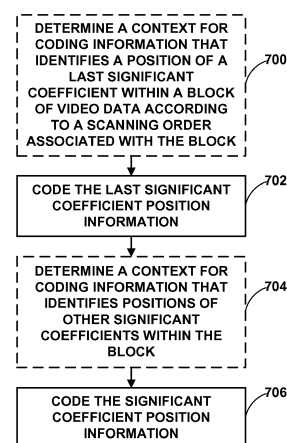 DETERMINE A CONTEXT FOR
CODING INFORMATION THAT
IDENTIFIES A POSITION OF A
LAST SIGNIFICANT
COEFFICIENT WITHIN A BLOCK
OF VIDEO DATA ACCORDING
TO A SCANNING ORDER
ASSOCIATED WITH THE BLOCK
700
CODE THE LAST SIGNIFICANT
COEFFICIENT POSITION
INFORMATION
702
DETERMINE A CONTEXT FOR
CODING INFORMATION THAT
IDENTIFIES POSITIONS OF
OTHER SIGNIFICANT
COEFFICIENTS WITHIN THE
BLOCK
704
CODE THE SIGNIFICANT
COEFFICIENT POSITION
INFORMATION
706